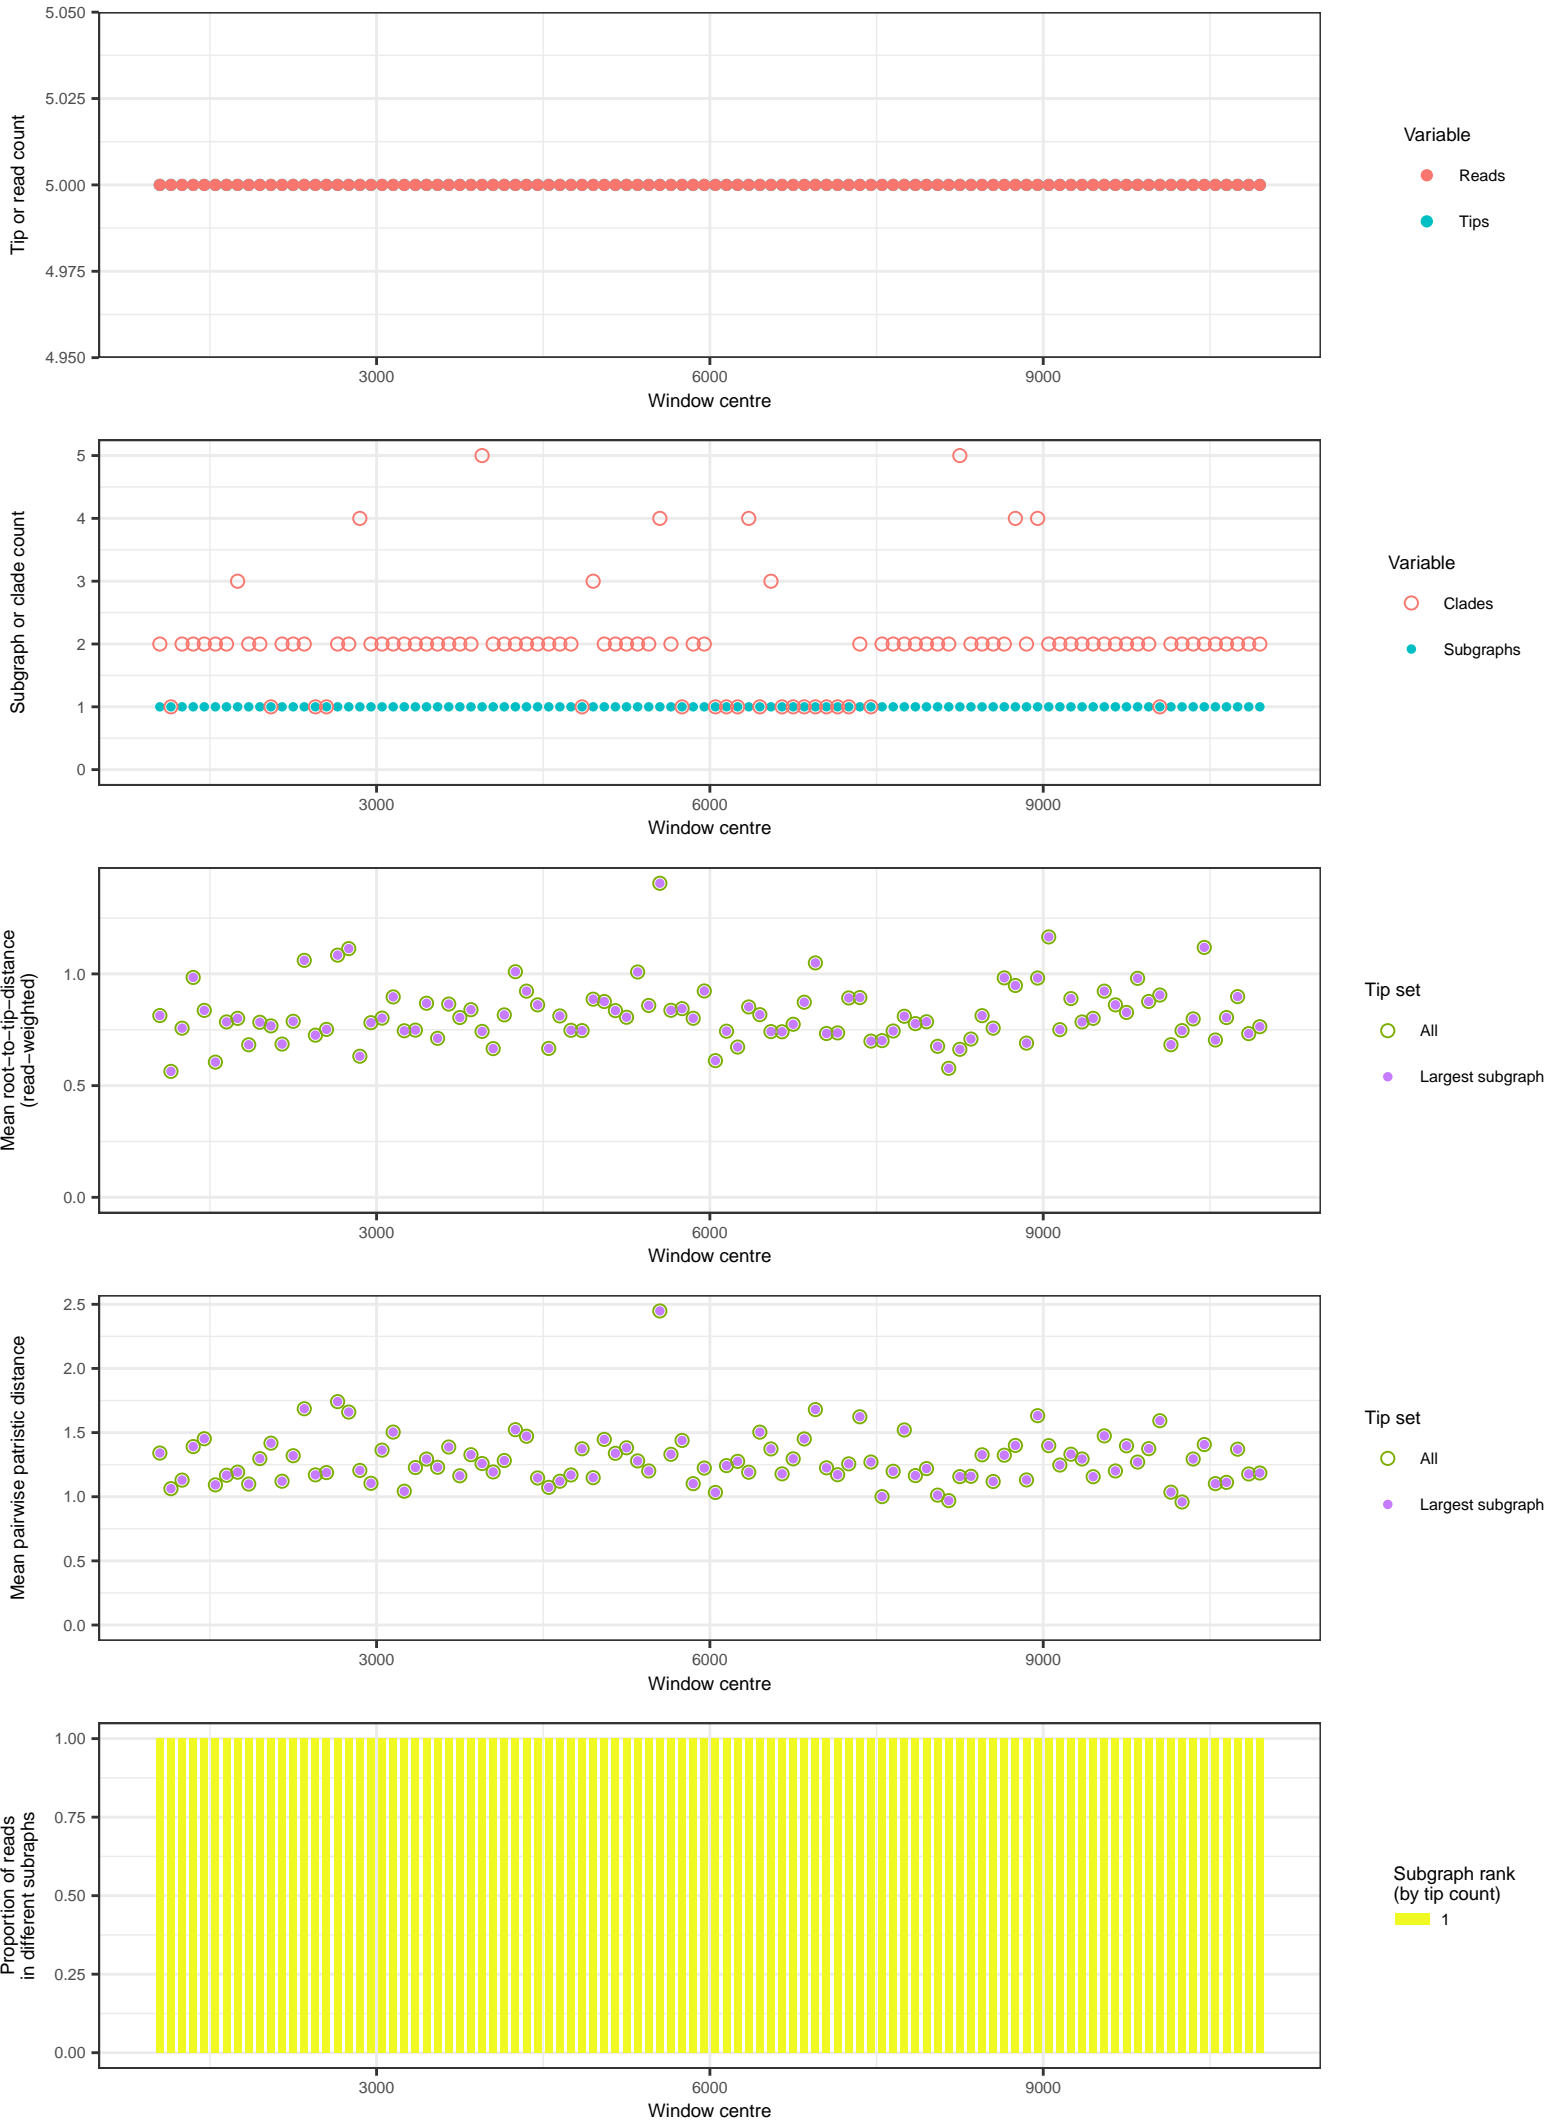 5.050
5.025
5.000
4.975
4.950
Tip or read count
3000 6000 9000
Window centre
Variable
Reads
Tips
5
4
3
2
1
0
Subgraph or clade count
3000 6000 9000
Window centre
Variable
Clades
Subgraphs
1.0
0.5
0.0
Mean root−to−tip−distance
(read−weighted)
3000 6000 9000
Window centre
Tip set
All
Largest subgraph
2.5
2.0
1.5
1.0
0.5
0.0
Mean pairwise patristic distance
3000 6000 9000
Window centre
Tip set
All
Largest subgraph
1.00
0.75
0.50
0.25
0.00
Proportion of reads
in different subraphs
3000 6000 9000
Window centre
Subgraph rank
(by tip count)
1